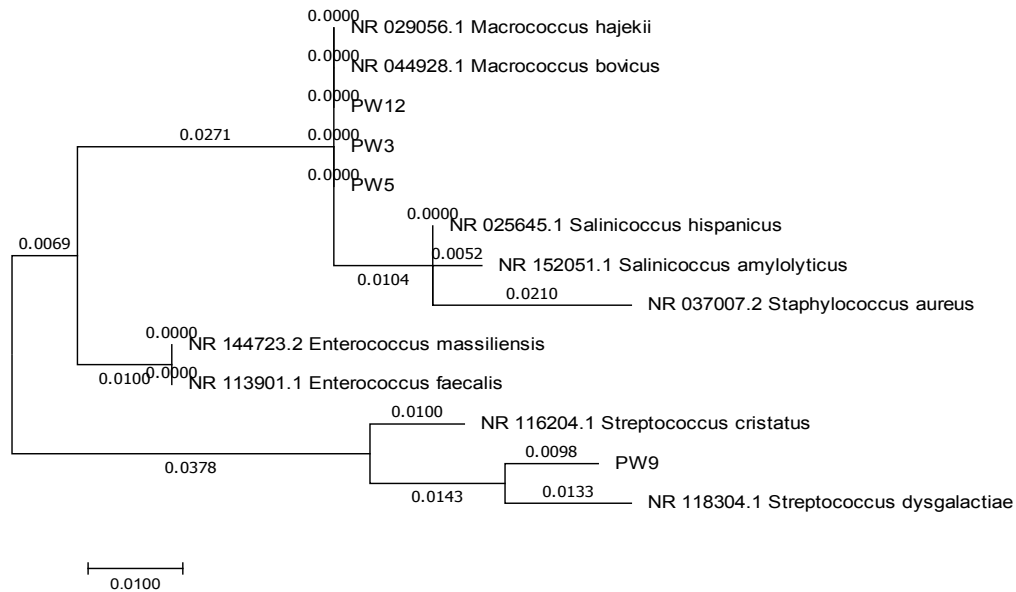 0.0000
NR 029056.1 Macrococcus hajekii
0.0000
NR 044928.1 Macrococcus bovicus
0.0000
PW12
0.0271
0.0000
PW3
0.0000
PW5
0.0000
NR 025645.1 Salinicoccus hispanicus
0.0069
0.0052
NR 152051.1 Salinicoccus amylolyticus
0.0104
0.0210
NR 037007.2 Staphylococcus aureus
0.0000
NR 144723.2 Enterococcus massiliensis
0.0100
0.0000
NR 113901.1 Enterococcus faecalis
0.0100
NR 116204.1 Streptococcus cristatus
0.0378
0.0098
PW9
0.0143
0.0133
NR 118304.1 Streptococcus dysgalactiae
0.0100